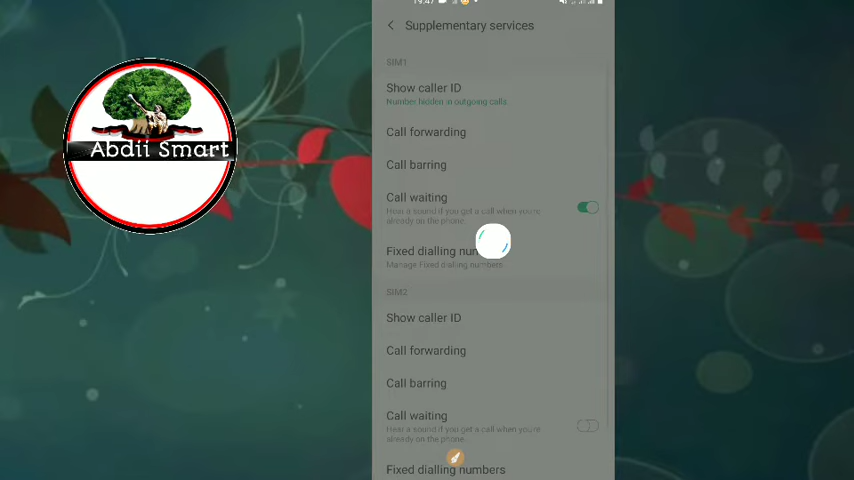 Abdii Smart
19:47
Supplementary services
SIM1
Show caller ID
Number hidden in outgoing calls
Call forwarding
Call barring
Call waiting
Hear a sound if you get a call when you're
already on the phone.
Fixed dialling
Manage Fixed dialling numbers
SIM2
Show caller ID
Call forwarding
Call barring
Call waiting
Hear a sound if you get a call when you're
already on the phone.
Fixed dialling numbers